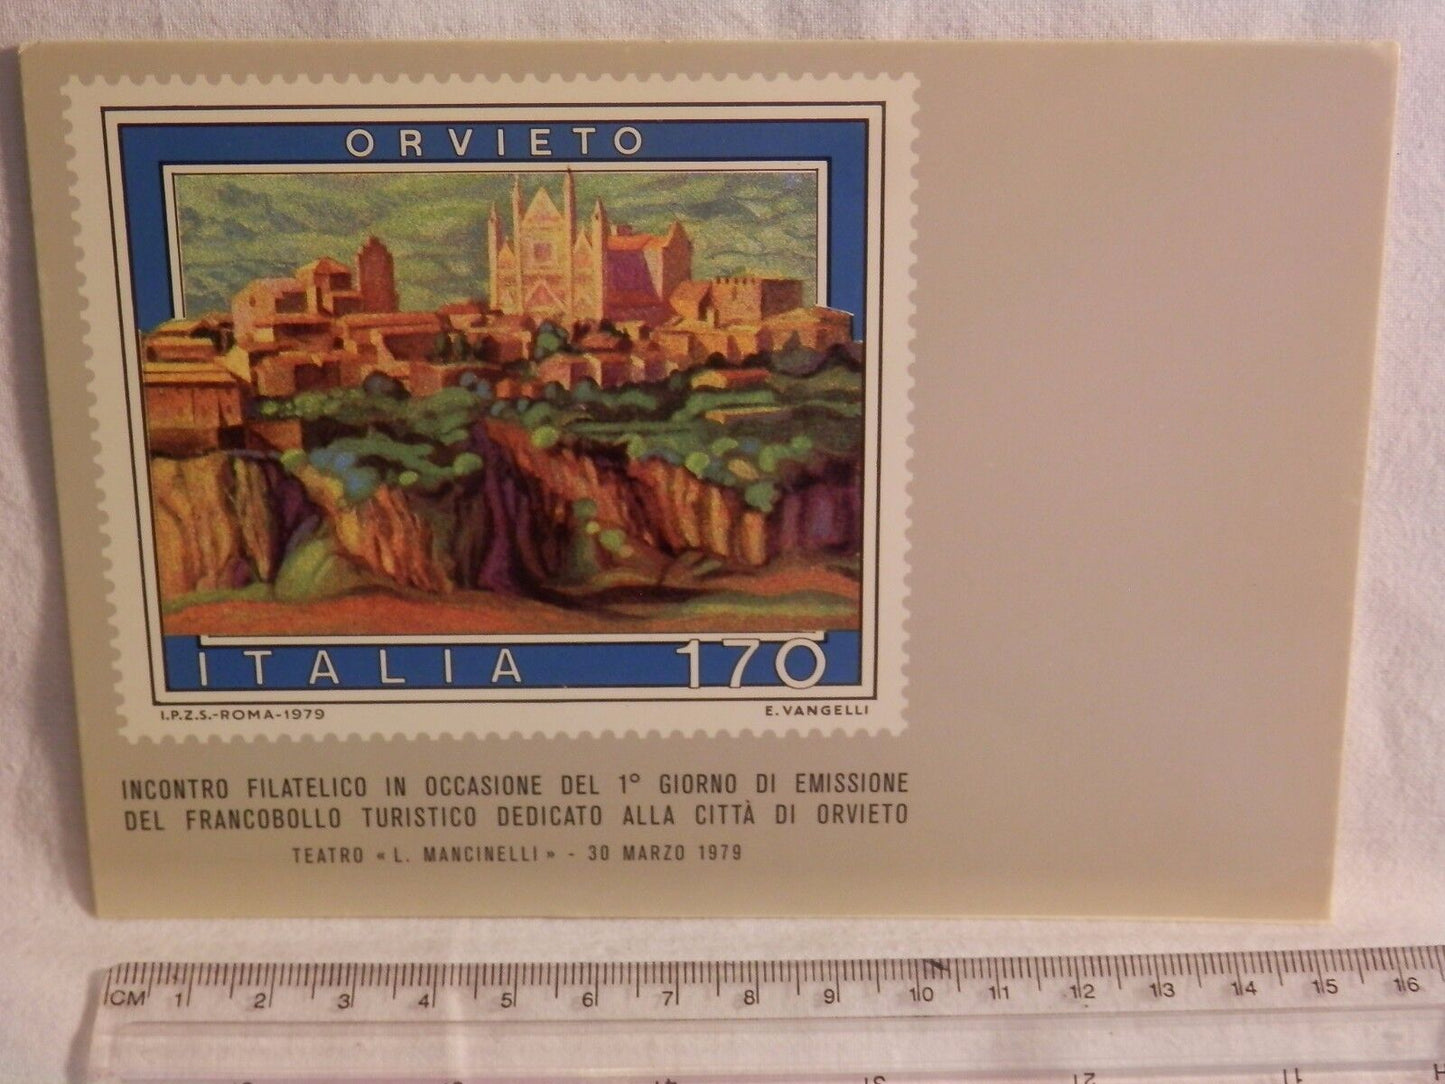 ORVIETO
ITALIA 170
I.P.Z.S.-ROMA-1979 E. VANGELLI
INCONTRO FILATELICO IN OCCASIONE DEL 1° GIORNO DI EMISSIONE
DEL FRANCOBOLLO TURISTICO DEDICATO ALLA CITTÀ DI ORVIETO
TEATRO « L. MANCINELLI » - 30 MARZO 1979
CM 1 2 3 4 5 6 7 8 9 10 11 12 13 14 15 16